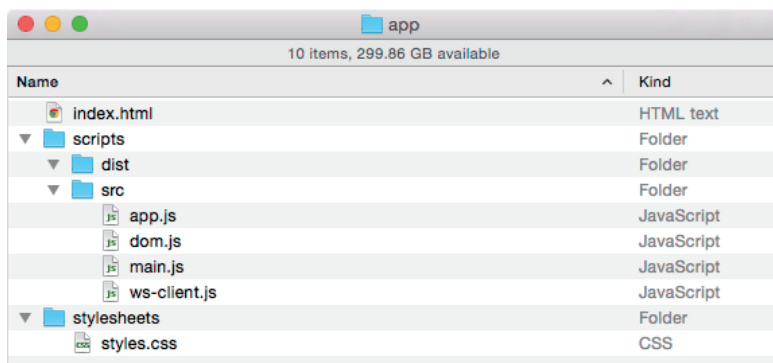 app
10 items, 299.86 GB available
Name Kind
index.html HTML text
scripts Folder
dist Folder
src Folder
app.js JavaScript
dom.js JavaScript
main.js JavaScript
ws-client.js JavaScript
stylesheets Folder
styles.css CSS